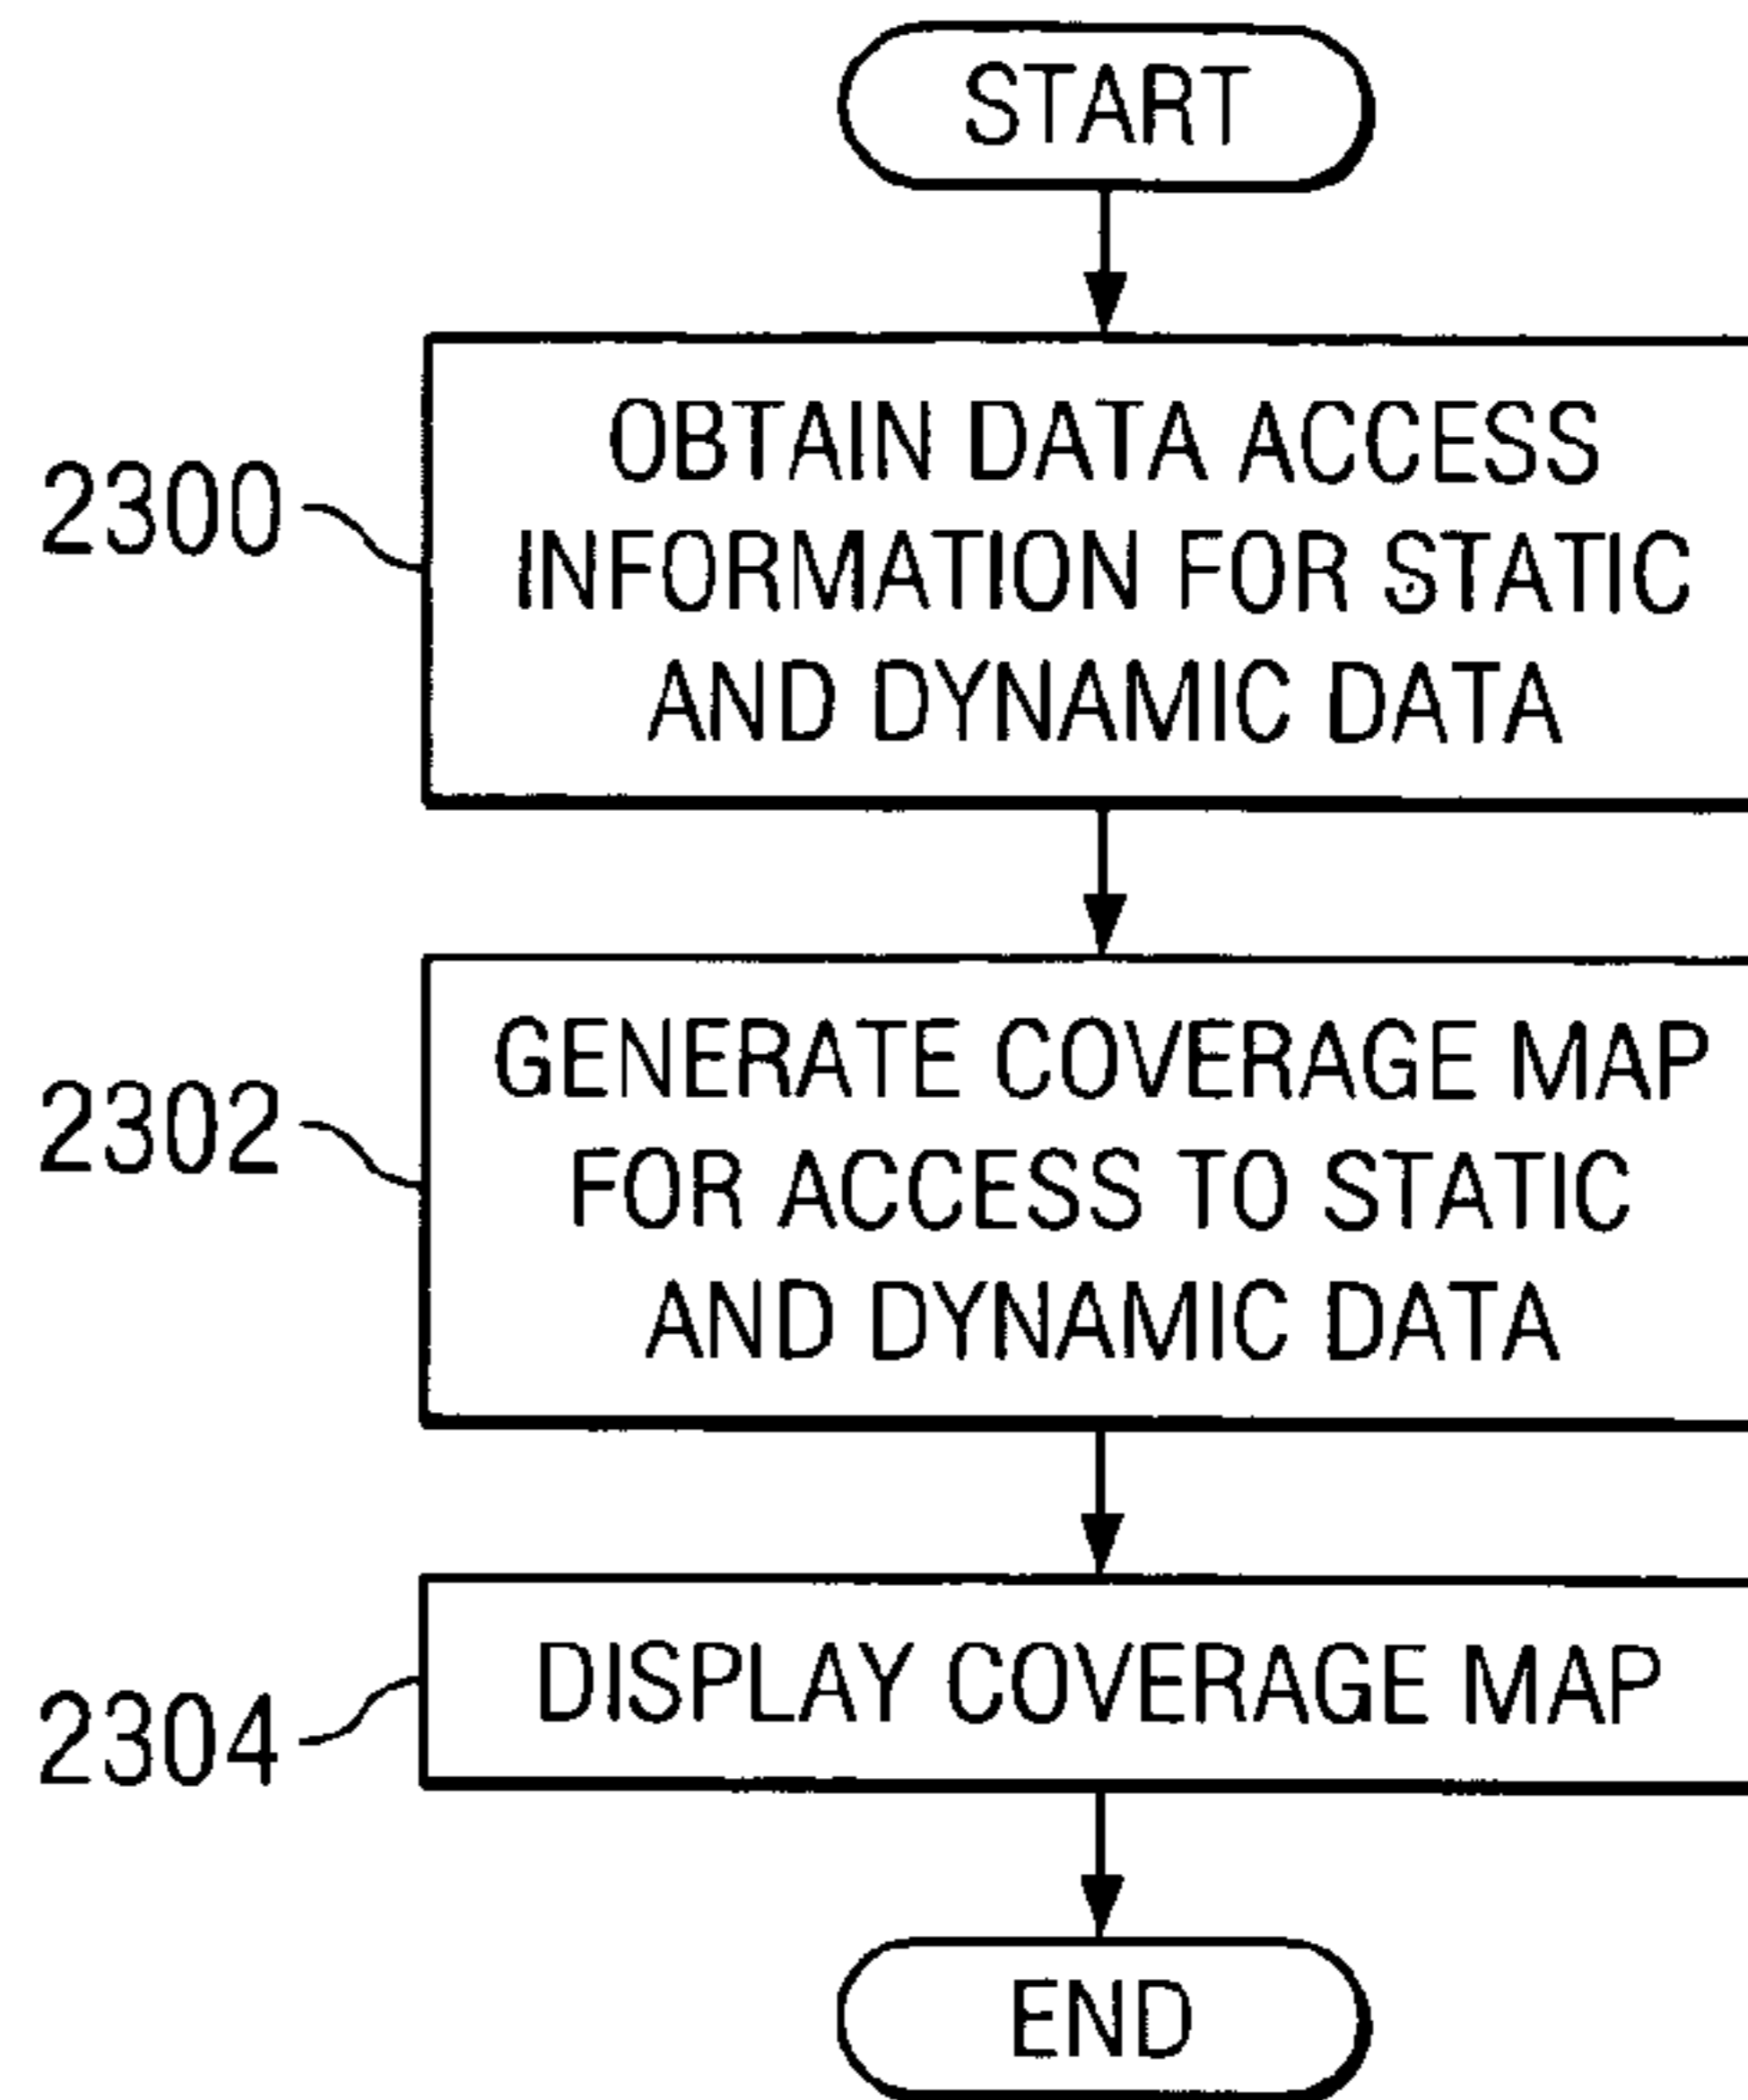 START
2300
OBTAIN DATA ACCESS
INFORMATION FOR STATIC
AND DYNAMIC DATA
2302
GENERATE COVERAGE MAP
FOR ACCESS TO STATIC
AND DYNAMIC DATA
2304
DISPLAY COVERAGE MAP
END